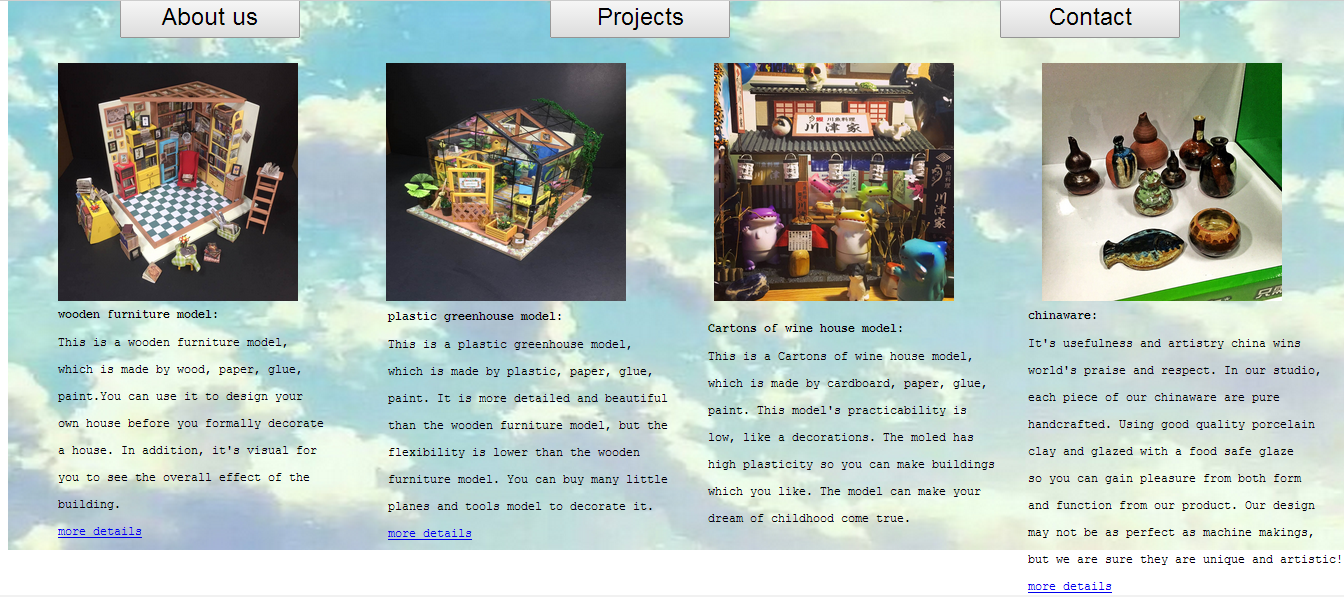 About us
Projects
Contact
川魚料理
川津家
川魚料理
川津家
wooden furniture model:
This is a wooden furniture model,
which is made by wood, paper, glue,
paint.You can use it to design your
own house before you formally decorate
a house. In addition, it's visual for
you to see the overall effect of the
building.
more details
plastic greenhouse model:
This is a plastic greenhouse model,
which is made by plastic, paper, glue,
paint. It is more detailed and beautiful
than the wooden furniture model, but the
flexibility is lower than the wooden
furniture model. You can buy many little
planes and tools model to decorate it.
more details
Cartons of wine house model:
This is a Cartons of wine house model,
which is made by cardboard, paper, glue,
paint. This model's practicability is
low, like a decorations. The moled has
high plasticity so you can make buildings
which you like. The model can make your
dream of childhood come true.
chinaware:
It's usefulness and artistry china wins
world's praise and respect. In our studio,
each piece of our chinaware are pure
handcrafted. Using good quality porcelain
clay and glazed with a food safe glaze
so you can gain pleasure from both form
and function from our product. Our design
may not be as perfect as machine makings,
but we are sure they are unique and artistic!
more details